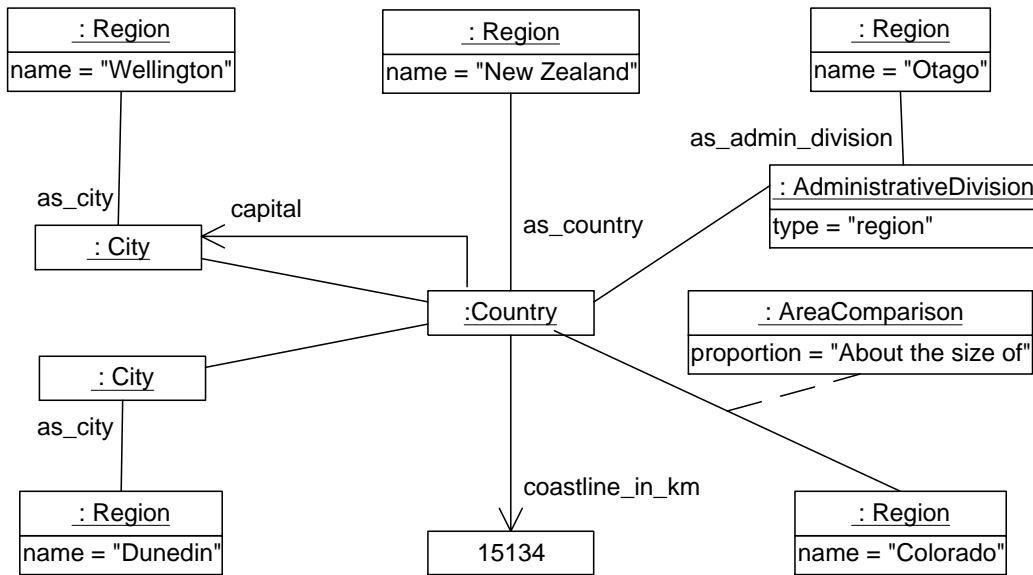 : Region
name = "Wellington"
: Region
name = "New Zealand"
: Region
name = "Otago"
as_admin_division
as_city
capital
as_country
: AdministrativeDivision
type = "region"
: City
:Country
: AreaComparison
proportion = "About the size of"
: City
as_city
coastline_in_km
: Region
name = "Dunedin"
15134
: Region
name = "Colorado"